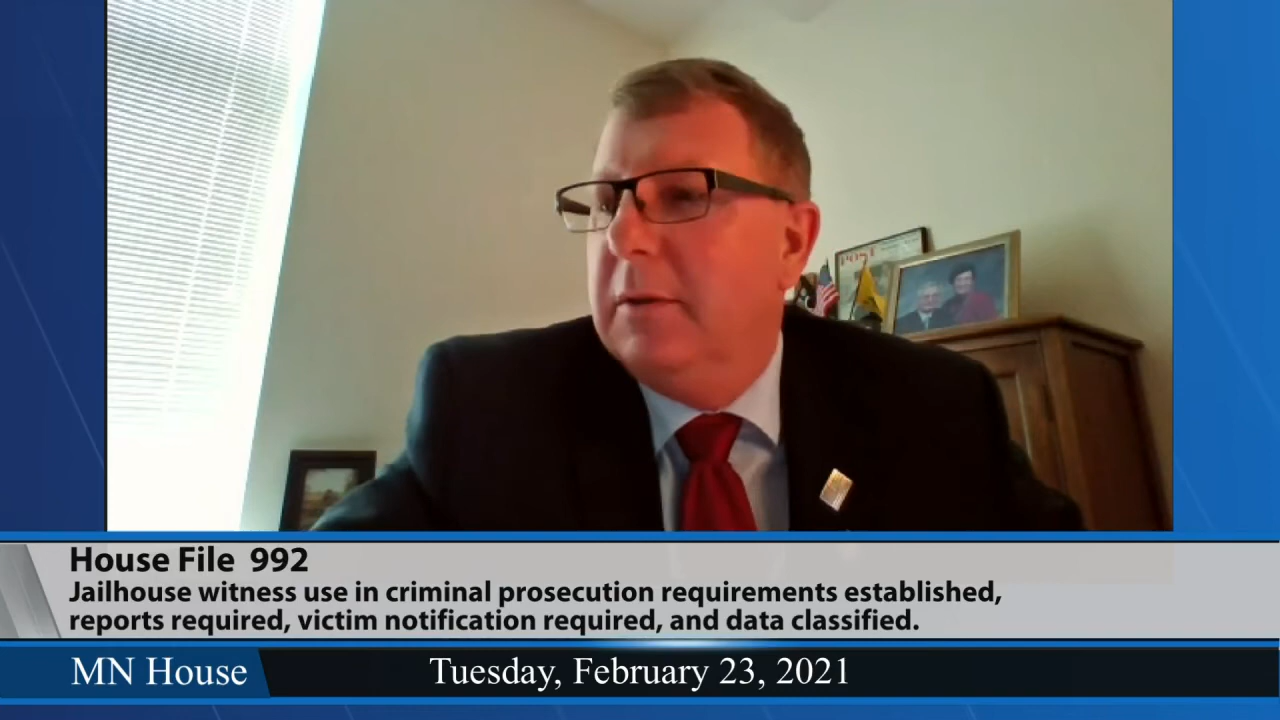 POST
House File 992
Jailhouse witness use in criminal prosecution requirements established,
reports required, victim notification required, and data classified.
MN House
Tuesday, February 23, 2021